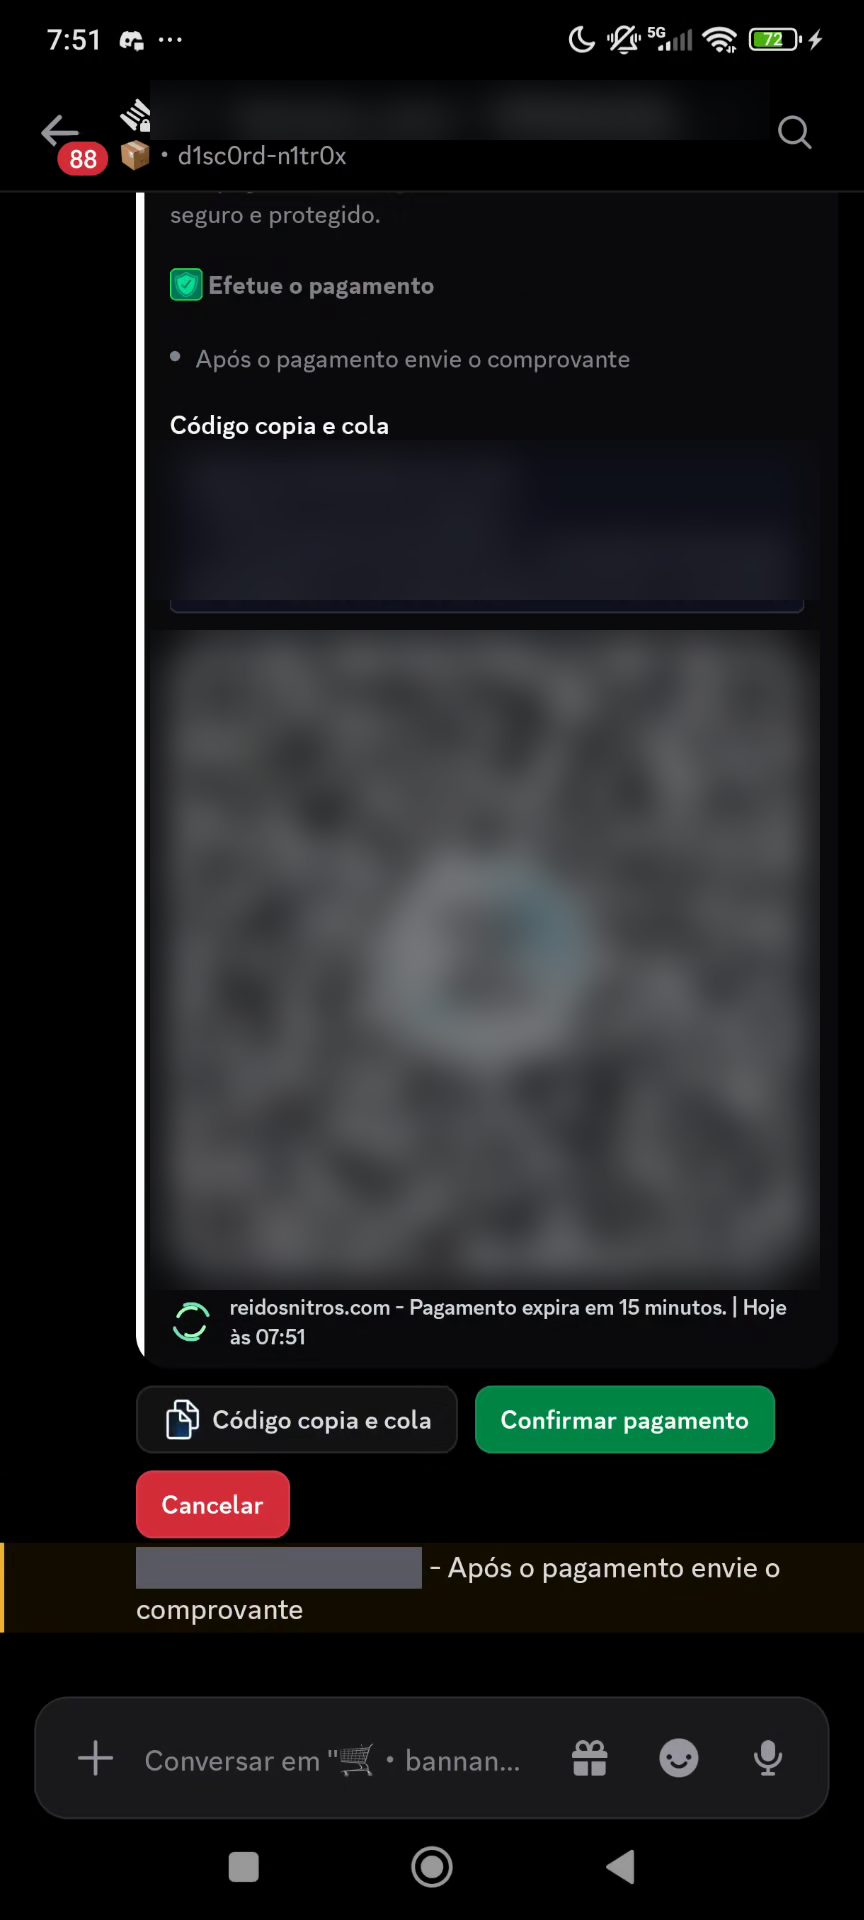 7:51
5G
72
88
• d1sc0rd-n1tr0x
seguro e protegido.
Efetue o pagamento
• Após o pagamento envie o comprovante
Código copia e cola
reidosnitros.com - Pagamento expira em 15 minutos. | Hoje
às 07:51
Código copia e cola
Confirmar pagamento
Cancelar
- Após o pagamento envie o
comprovante
Conversar em "🛒 • bannan...